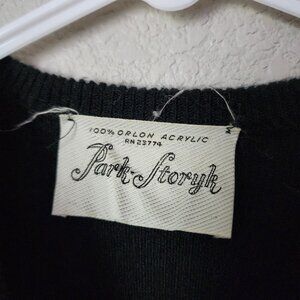 100% ORLON ACRYLIC
RN 23774
Park-Storyk